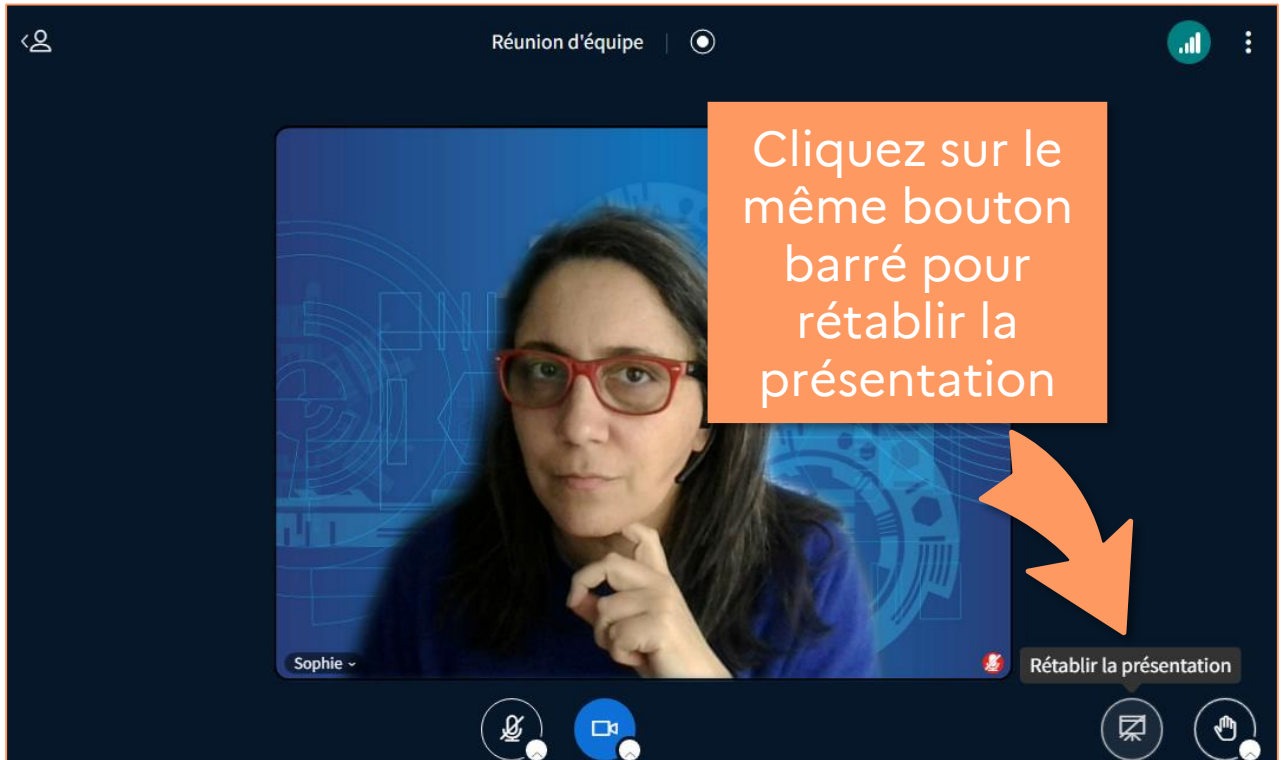 Réunion d'équipe
Cliquez sur le
même bouton
barré pour
rétablir la
présentation
Sophie
Rétablir la présentation